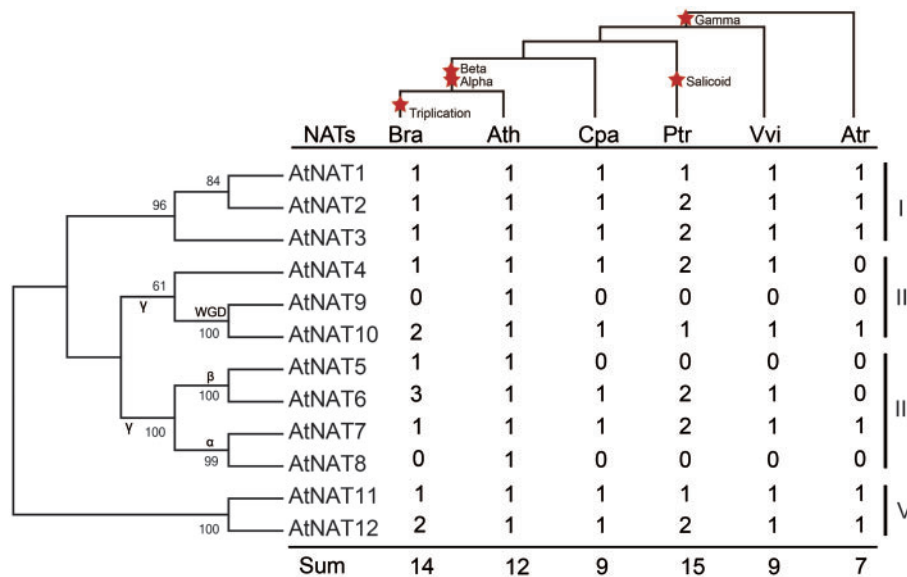 Gamma
Beta
Alpha
Salicoid
Triplication
NATs Bra Ath Cpa Ptr Vvi Atr
84 AtNAT1 1 1 1 1 1 1
AtNAT2 1 1 1 2 1 1
96
AtNAT3 1 1 1 2 1 1
I
AtNAT4 1 1 1 2 1 0
61
γ
WGD AtNAT9 0 1 0 0 0 0
100 AtNAT10 2 1 1 1 1 1
II
AtNAT5 1 1 0 0 0 0
β
100 AtNAT6 3 1 1 2 1 0
γ
100
AtNAT7 1 1 1 2 1 1
α
99 AtNAT8 0 1 0 0 0 0
II
AtNAT11 1 1 1 1 1 1
100 AtNAT12 2 1 1 2 1 1
V
Sum 14 12 9 15 9 7